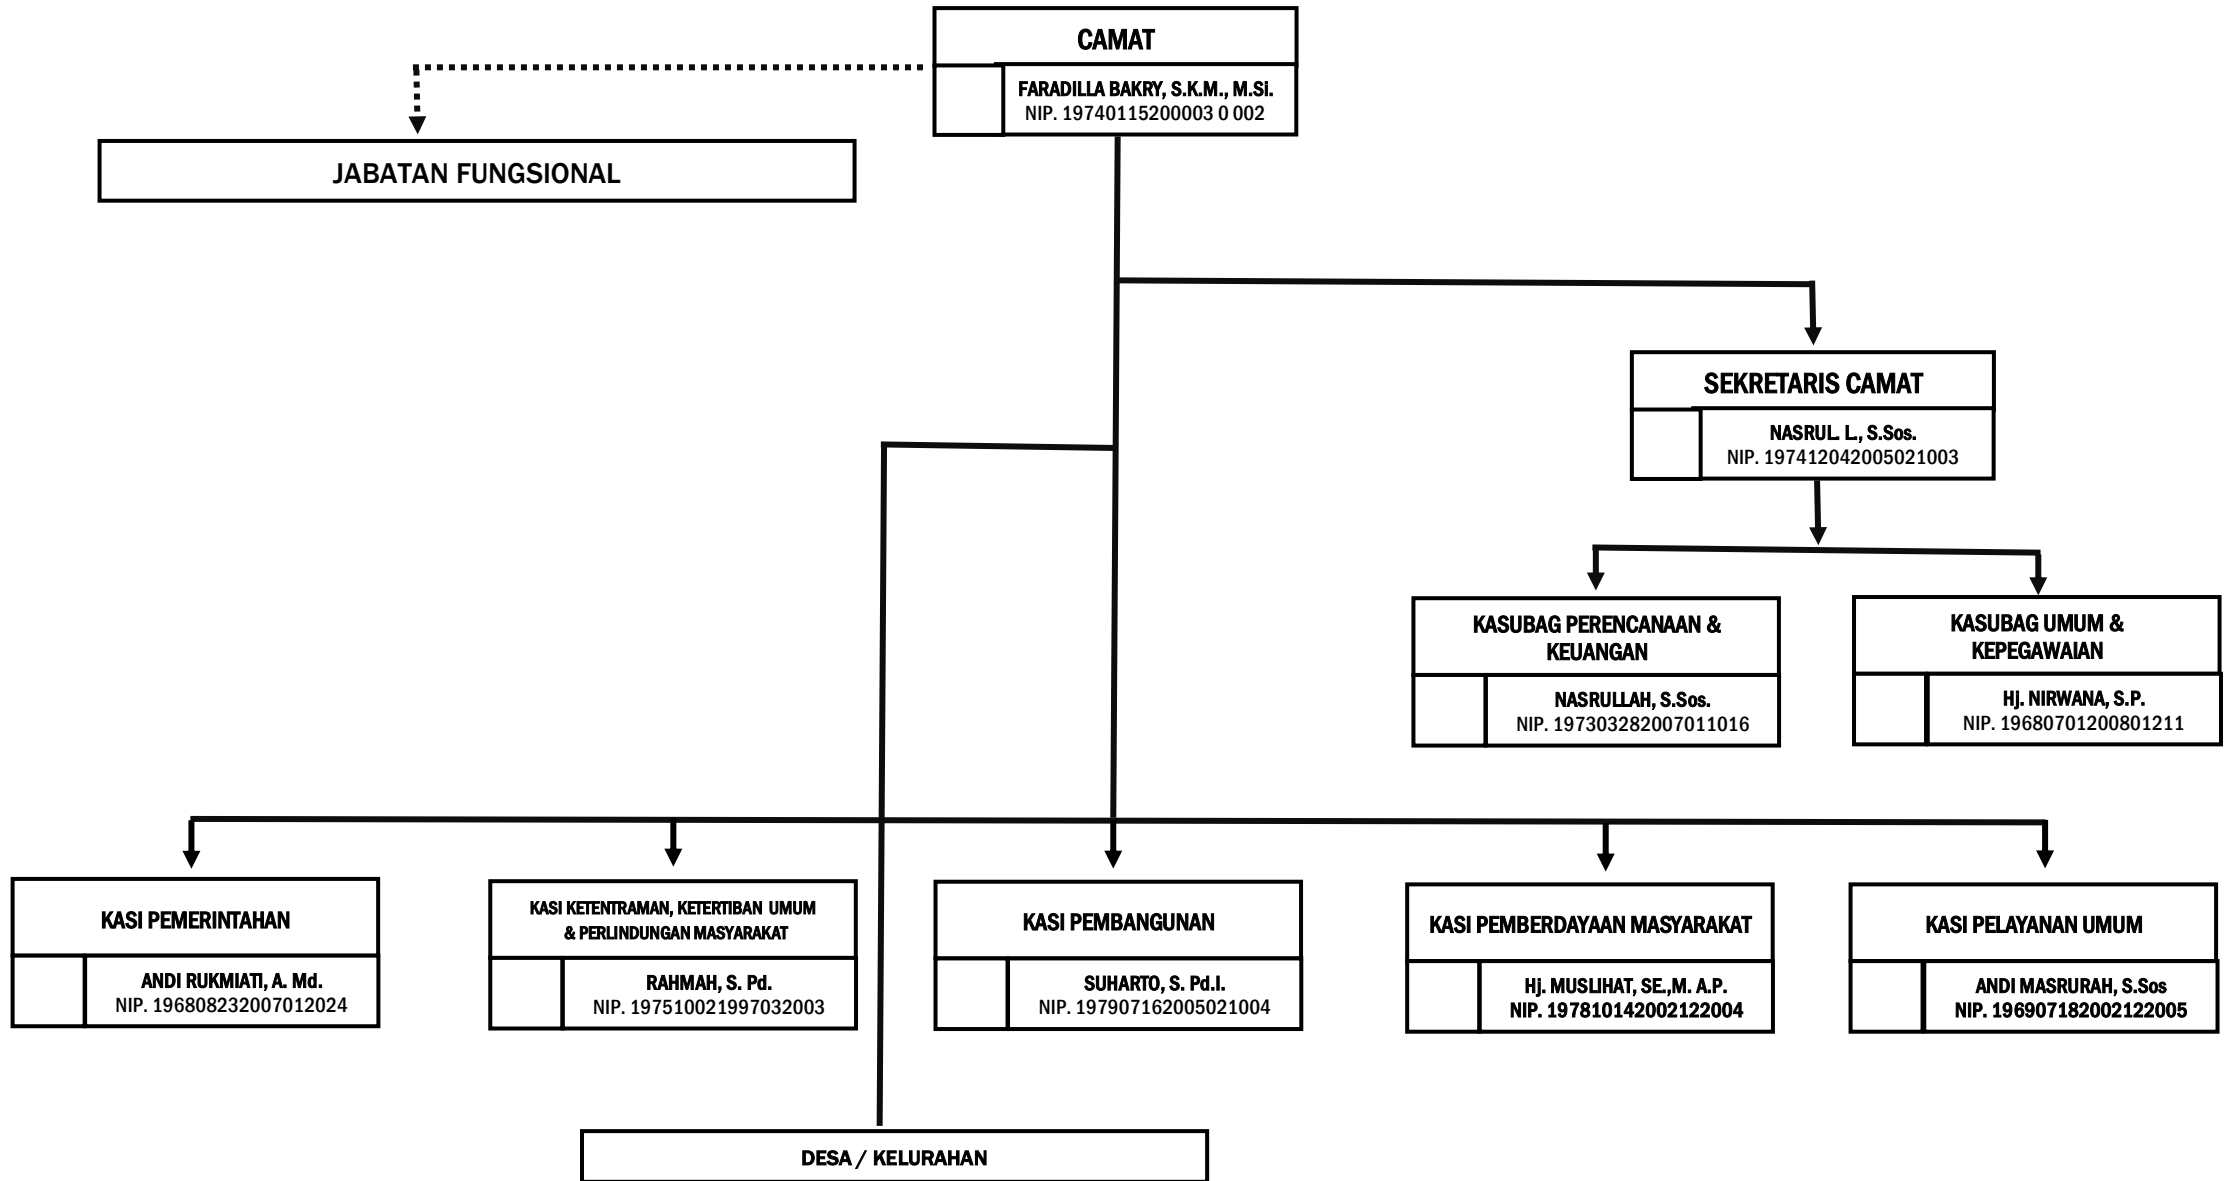 CAMAT
FARADILLA BAKRY, S.K.M., M.Si.
NIP. 19740115200003 0 002
JABATAN FUNGSIONAL
SEKRETARIS CAMAT
NASRUL. L., S.Sos.
NIP. 197412042005021003
KASUBAG PERENCANAAN &
KEUANGAN
NASRULLAH, S.Sos.
NIP. 197303282007011016
KASUBAG UMUM &
KEPEGAWAIAN
Hj. NIRWANA, S.P.
NIP. 19680701200801211
KASI PEMERINTAHAN
ANDI RUKMIATI, A. Md.
NIP. 196808232007012024
KASI KETENTRAMAN, KETERTIBAN UMUM
& PERLINDUNGAN MASYARAKAT
RAHMAH, S. Pd.
NIP. 197510021997032003
KASI PEMBANGUNAN
SUHARTO, S. Pd.I.
NIP. 197907162005021004
KASI PEMBERDAYAAN MASYARAKAT
Hj. MUSLIHAT, SE.,M. A.P.
NIP. 197810142002122004
KASI PELAYANAN UMUM
ANDI MASRURAH, S.Sos
NIP. 196907182002122005
DESA / KELURAHAN